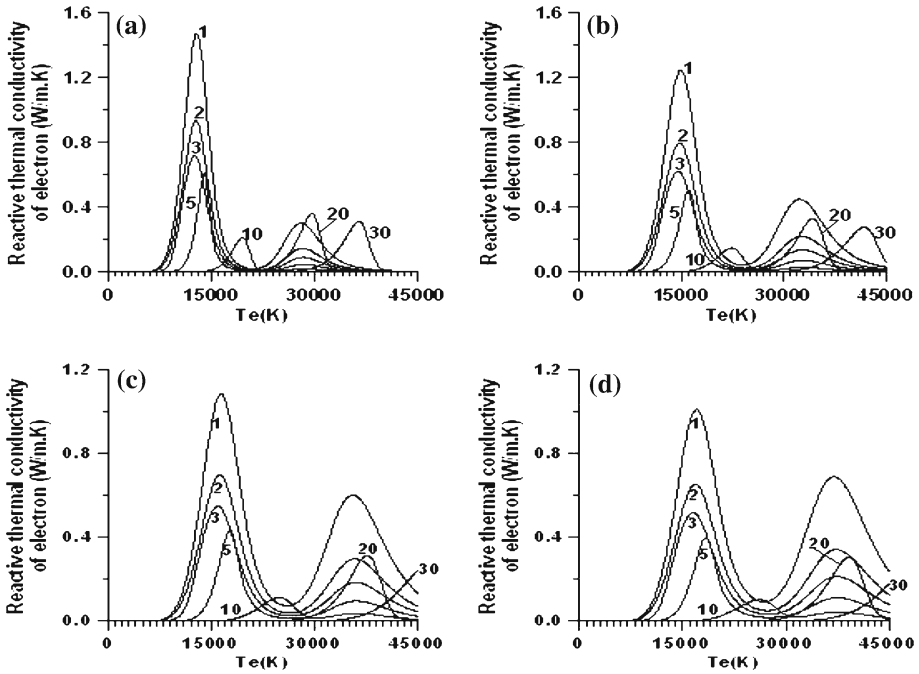 (a)
Reactive thermal conductivity
of electron (W/m.K)
1.6
1.2
0.8
0.4
0.0
1
2
3
5
10
20
30
0 15000 30000 45000
Te(K)
(b)
Reactive thermal conductivity
of electron (W/m.K)
1.6
1.2
0.8
0.4
0.0
1
2
3
5
10
20
30
0 15000 30000 45000
Te(K)
(c)
Reactive thermal conductivity
of electron (W/m.K)
1.2
0.8
0.4
0.0
1
2
3
5
10
20
30
0 15000 30000 45000
Te(K)
(d)
Reactive thermal conductivity
of electron (W/m.K)
1.2
0.8
0.4
0.0
1
2
3
5
10
20
30
0 15000 30000 45000
Te(K)